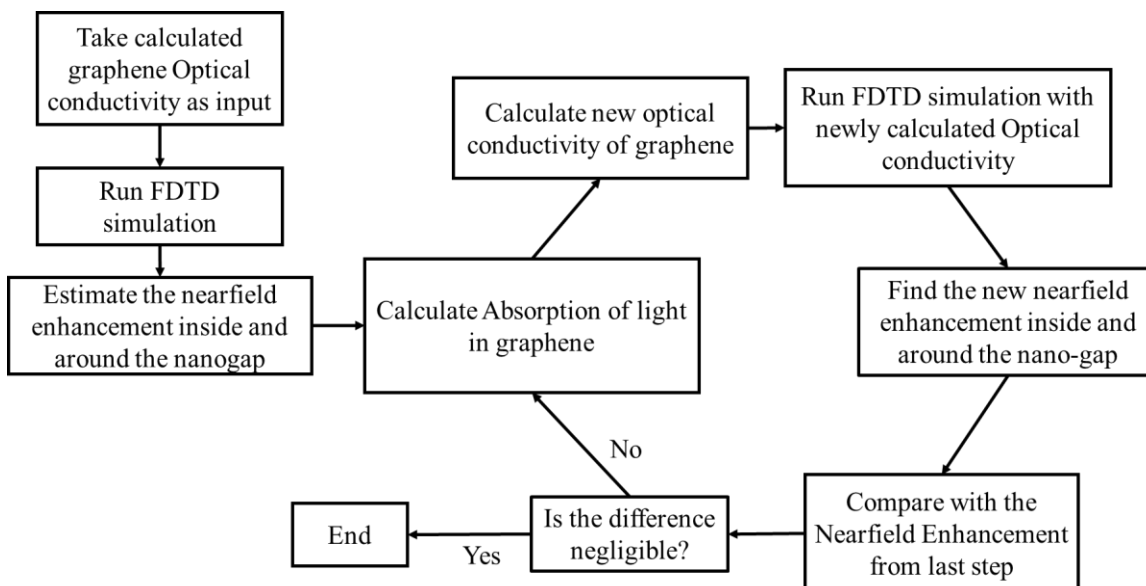 Take calculated
graphene Optical
conductivity as input
Run FDTD
simulation
Estimate the nearfield
enhancement inside and
around the nanogap
Calculate Absorption of light
in graphene
Calculate new optical
conductivity of graphene
Run FDTD simulation with
newly calculated Optical
conductivity
Find the new nearfield
enhancement inside and
around the nano-gap
Compare with the
Nearfield Enhancement
from last step
Is the difference
negligible?
No
Yes
End